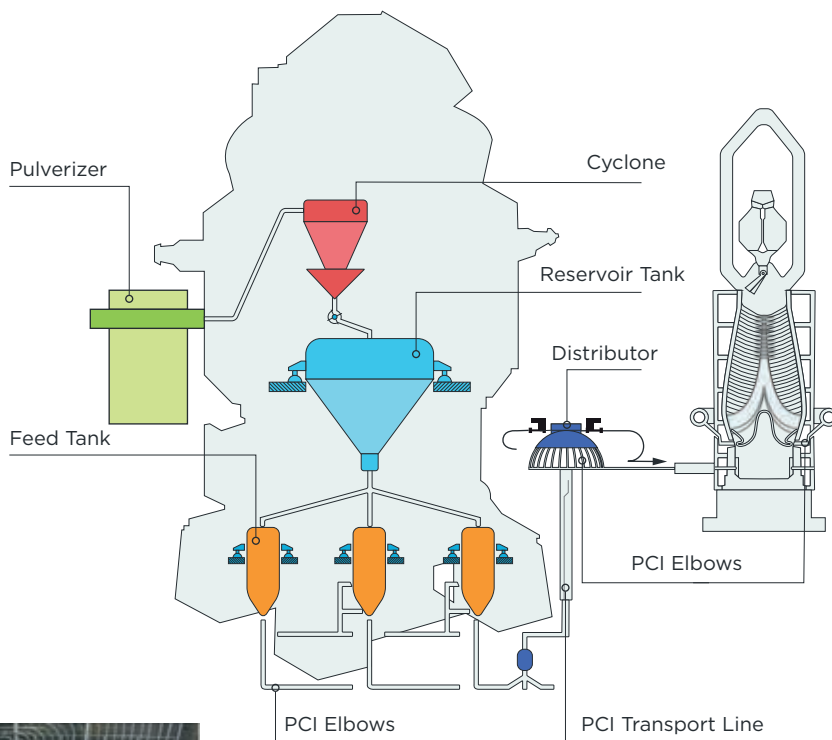 Pulverizer
Cyclone
Reservoir Tank
Distributor
Feed Tank
PCI Elbows
PCI Elbows
PCI Transport Line